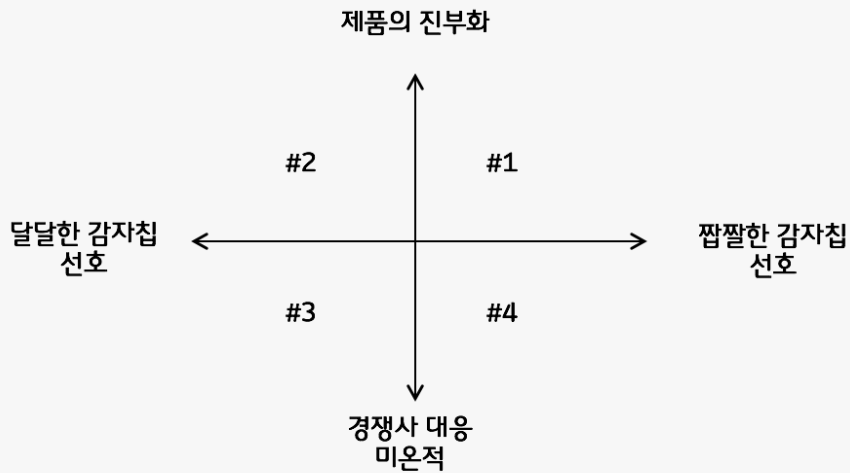 제품의 진부화
#2
#1
달달한 감자칩
선호
짭짤한 감자칩
선호
#3
#4
경쟁사 대응
미온적